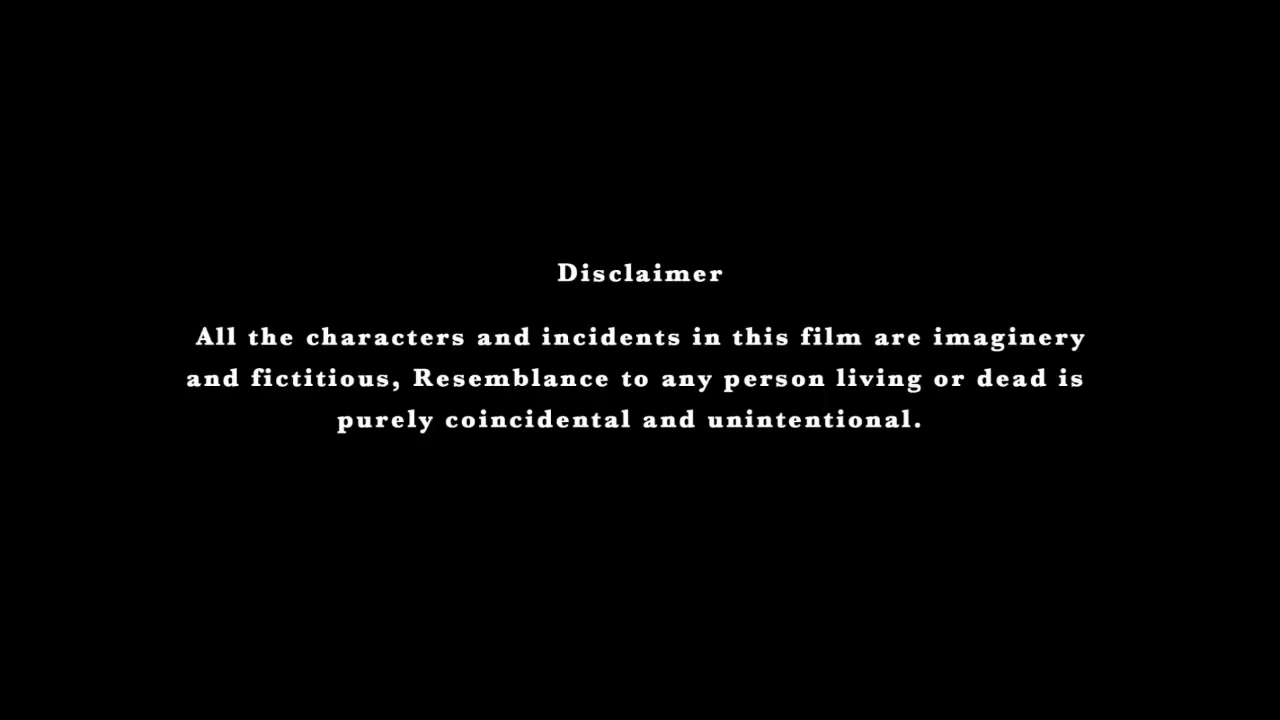 Disclaimer
All the characters and incidents in this film are imaginery
and fictitious, Resemblance to any person living or dead is
purely coincidental and unintentional.